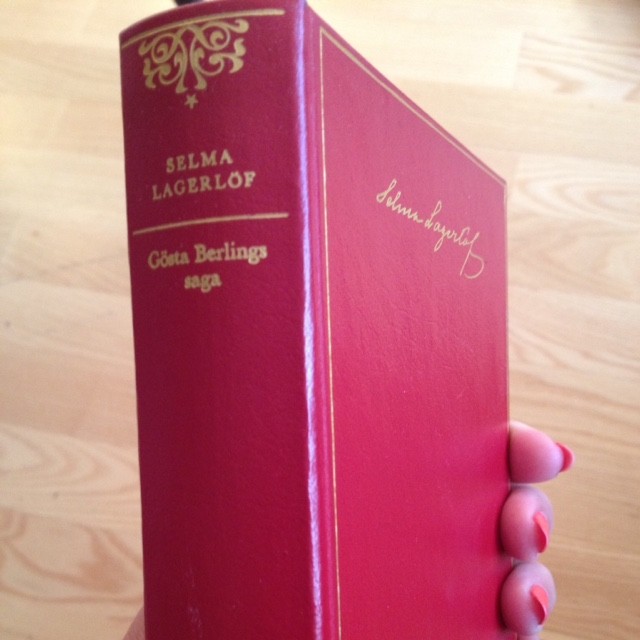 SELMA
LAGERLÖF
Gösta Berlings
saga
Selma Lagerlöf